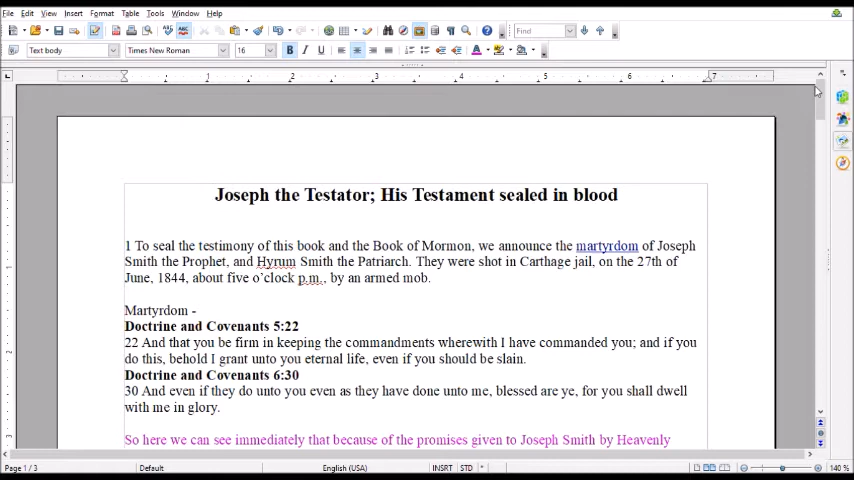 File Edit View Insert Format Table Tools Window Help
Find
Text body Times New Roman 16 B I U
1 2 3 4 5 6 7
Joseph the Testator; His Testament sealed in blood
1 To seal the testimony of this book and the Book of Mormon, we announce the martyrdom of Joseph
Smith the Prophet, and Hyrum Smith the Patriarch. They were shot in Carthage jail, on the 27th of
June, 1844, about five o’clock p.m., by an armed mob.
Martyrdom -
Doctrine and Covenants 5:22
22 And that you be firm in keeping the commandments wherewith I have commanded you; and if you
do this, behold I grant unto you eternal life, even if you should be slain.
Doctrine and Covenants 6:30
30 And even if they do unto you even as they have done unto me, blessed are ye, for you shall dwell
with me in glory.
So here we can see immediately that because of the promises given to Joseph Smith by Heavenly
Page 1 / 3 Default English (USA) INSRT STD * 140 %